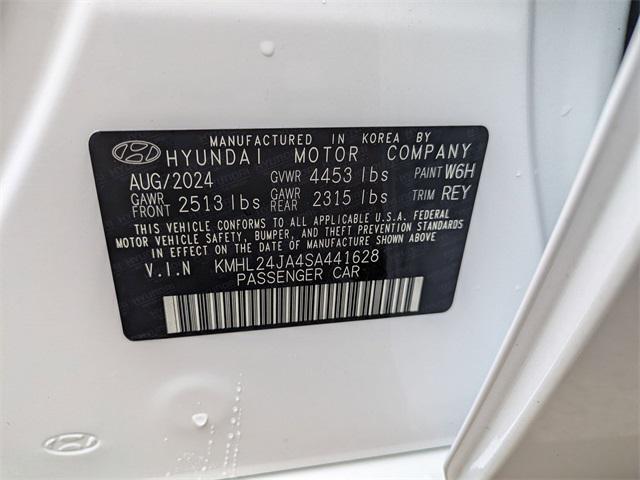 MANUFACTURED IN KOREA BY
HYUNDAI MOTOR COMPANY
AUG/2024 GVWR 4453 lbs PAINT W6H
GAWR FRONT 2513 lbs GAWR REAR 2315 lbs TRIM REY
THIS VEHICLE CONFORMS TO ALL APPLICABLE U.S.A. FEDERAL
MOTOR VEHICLE SAFETY, BUMPER, AND THEFT PREVENTION STANDARDS
IN EFFECT ON THE DATE OF MANUFACTURE SHOWN ABOVE.
V.I.N KMHL24JA4SA441628
PASSENGER CAR